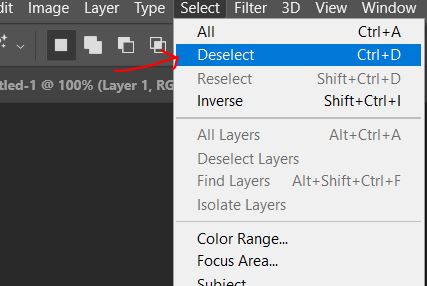 dit Image Layer Type Select Filter 3D View Window
tled-1 @ 100% (Layer 1, RG
All Ctrl+A
Deselect Ctrl+D
Reselect Shift+Ctrl+D
Inverse Shift+Ctrl+I
All Layers Alt+Ctrl+A
Deselect Layers
Find Layers Alt+Shift+Ctrl+F
Isolate Layers
Color Range...
Focus Area...
Subject